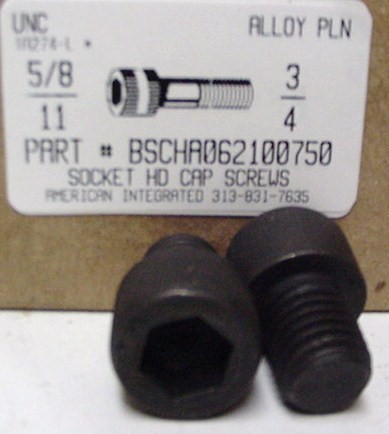 UNC ALLOY PLN
5/8 3
11 4
PART # BSCHA062100750
SOCKET HD CAP SCREWS
AMERICAN INTEGRATED 313-831-7635